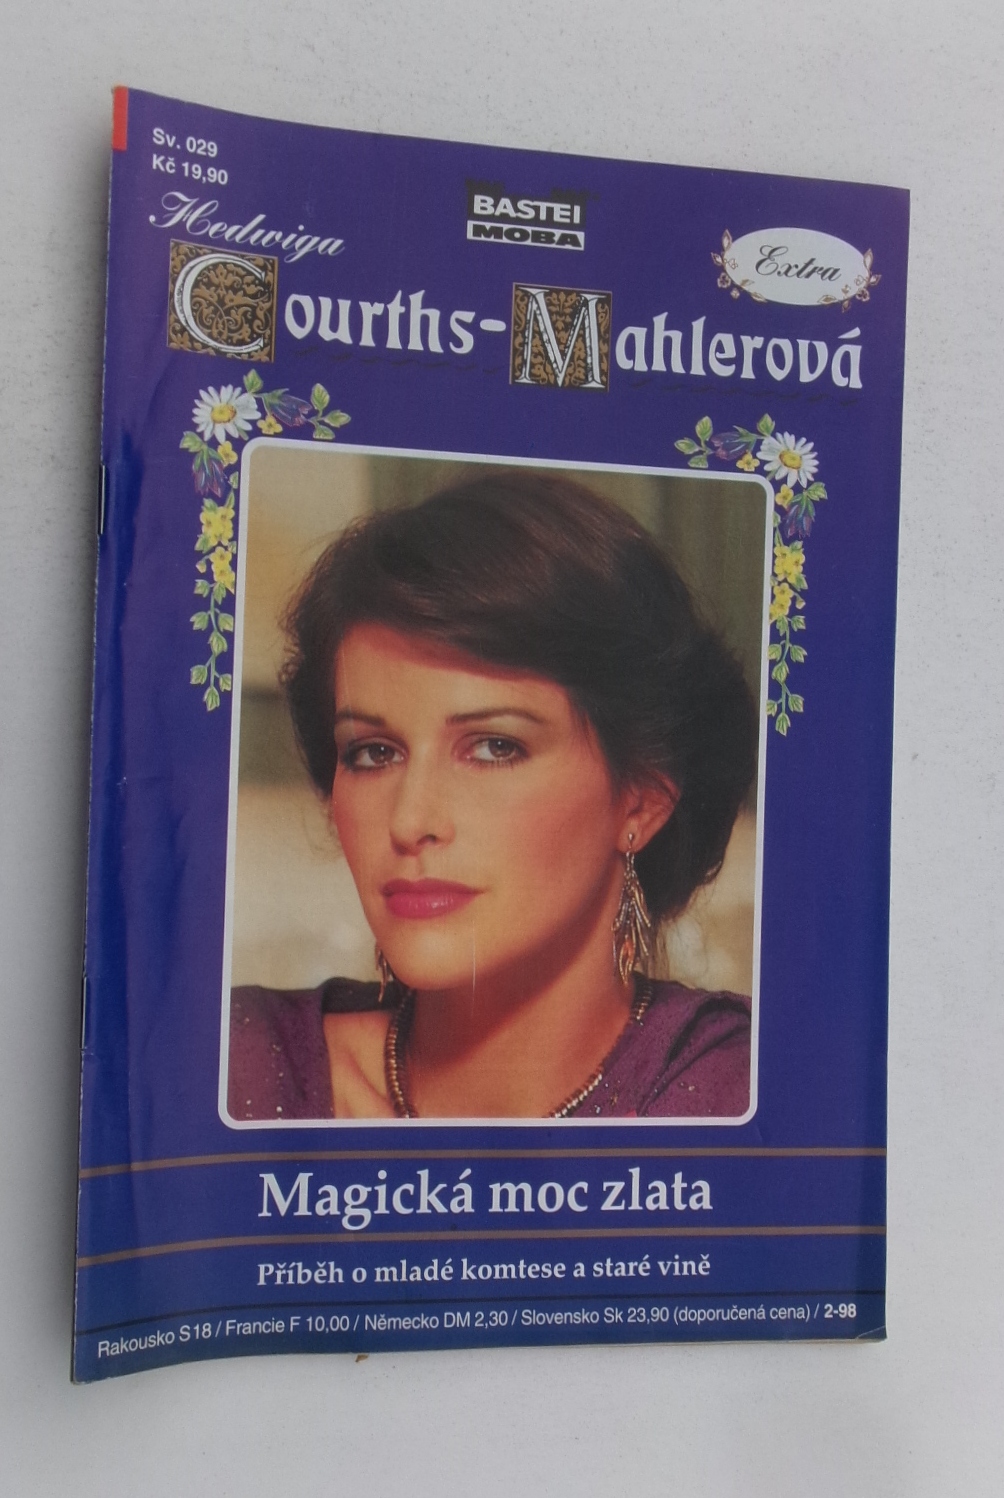 Sv. 029
Kč 19,90
BASTEI
MOBA
Hedwiga
Extra
Courths-Mahlerová
Magická moc zlata
Příběh o mladé komtese a staré vině
Rakousko S18 / Francie F 10,00 / Německo DM 2,30 / Slovensko Sk 23,90 (doporučená cena) / 2-98